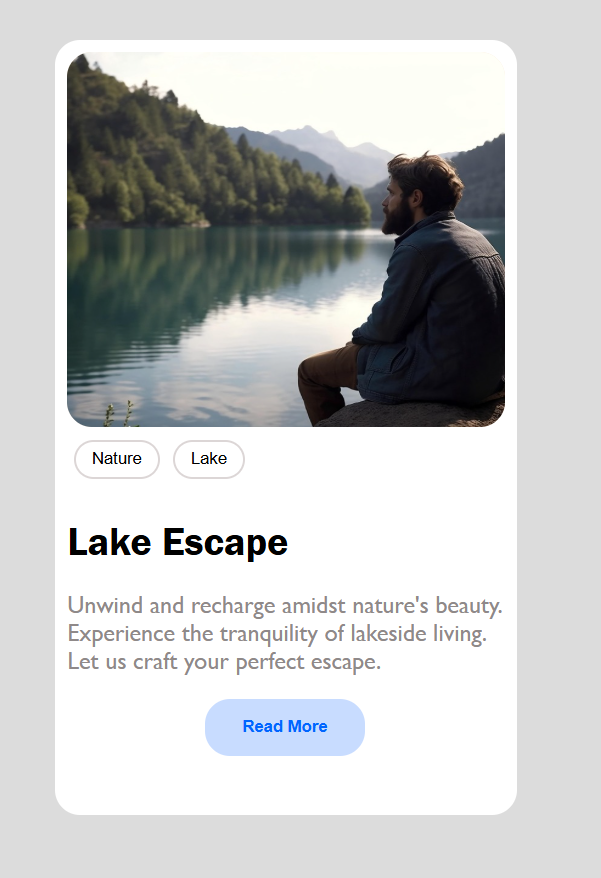 Nature Lake
Lake Escape
Unwind and recharge amidst nature's beauty.
Experience the tranquility of lakeside living.
Let us craft your perfect escape.
Read More